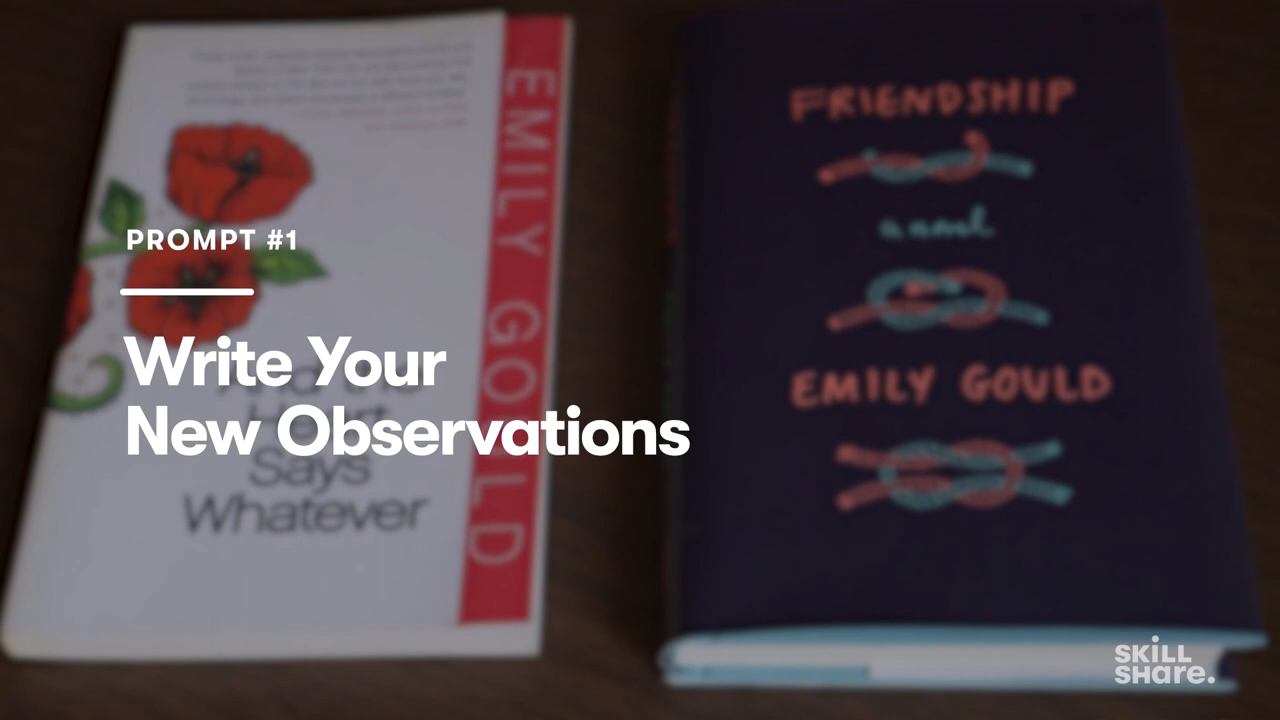 PROMPT #1
Write Your
New Observations
EMILY GOULD
Says
Whatever
FRIENDSHIP
a novel
EMILY GOULD
SKILL
SHare.